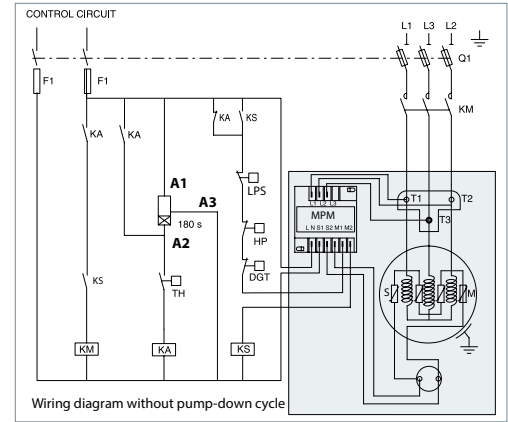 CONTROL CIRCUIT
L1 L3 L2
Q1
F1 F1
KM
KA KA KA KS
A1
A3
LPS
180 s
A2
HP
DGT
TH
KS
L1 L2 L3
MPM
L N S1 S2 M1 M2
T1 T2
T3
S M
KM KA KS
Wiring diagram without pump-down cycle